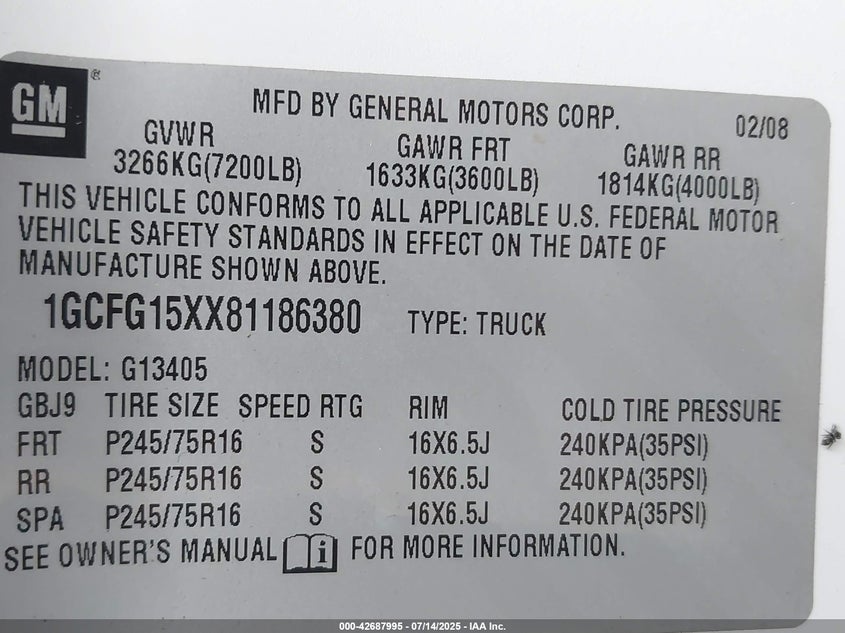 GM®
MFD BY GENERAL MOTORS CORP. 02/08
GVWR GAWR FRT GAWR RR
3266KG(7200LB) 1633KG(3600LB) 1814KG(4000LB)
THIS VEHICLE CONFORMS TO ALL APPLICABLE U.S. FEDERAL MOTOR
VEHICLE SAFETY STANDARDS IN EFFECT ON THE DATE OF
MANUFACTURE SHOWN ABOVE.
1GCFG15XX81186380 TYPE: TRUCK
MODEL: G13405
GBJ9 TIRE SIZE SPEED RTG RIM COLD TIRE PRESSURE
FRT P245/75R16 S 16X6.5J 240KPA(35PSI)
RR P245/75R16 S 16X6.5J 240KPA(35PSI)
SPA P245/75R16 S 16X6.5J 240KPA(35PSI)
SEE OWNER'S MANUAL i FOR MORE INFORMATION.
000-42687995 - 07/14/2025 - IAA Inc.